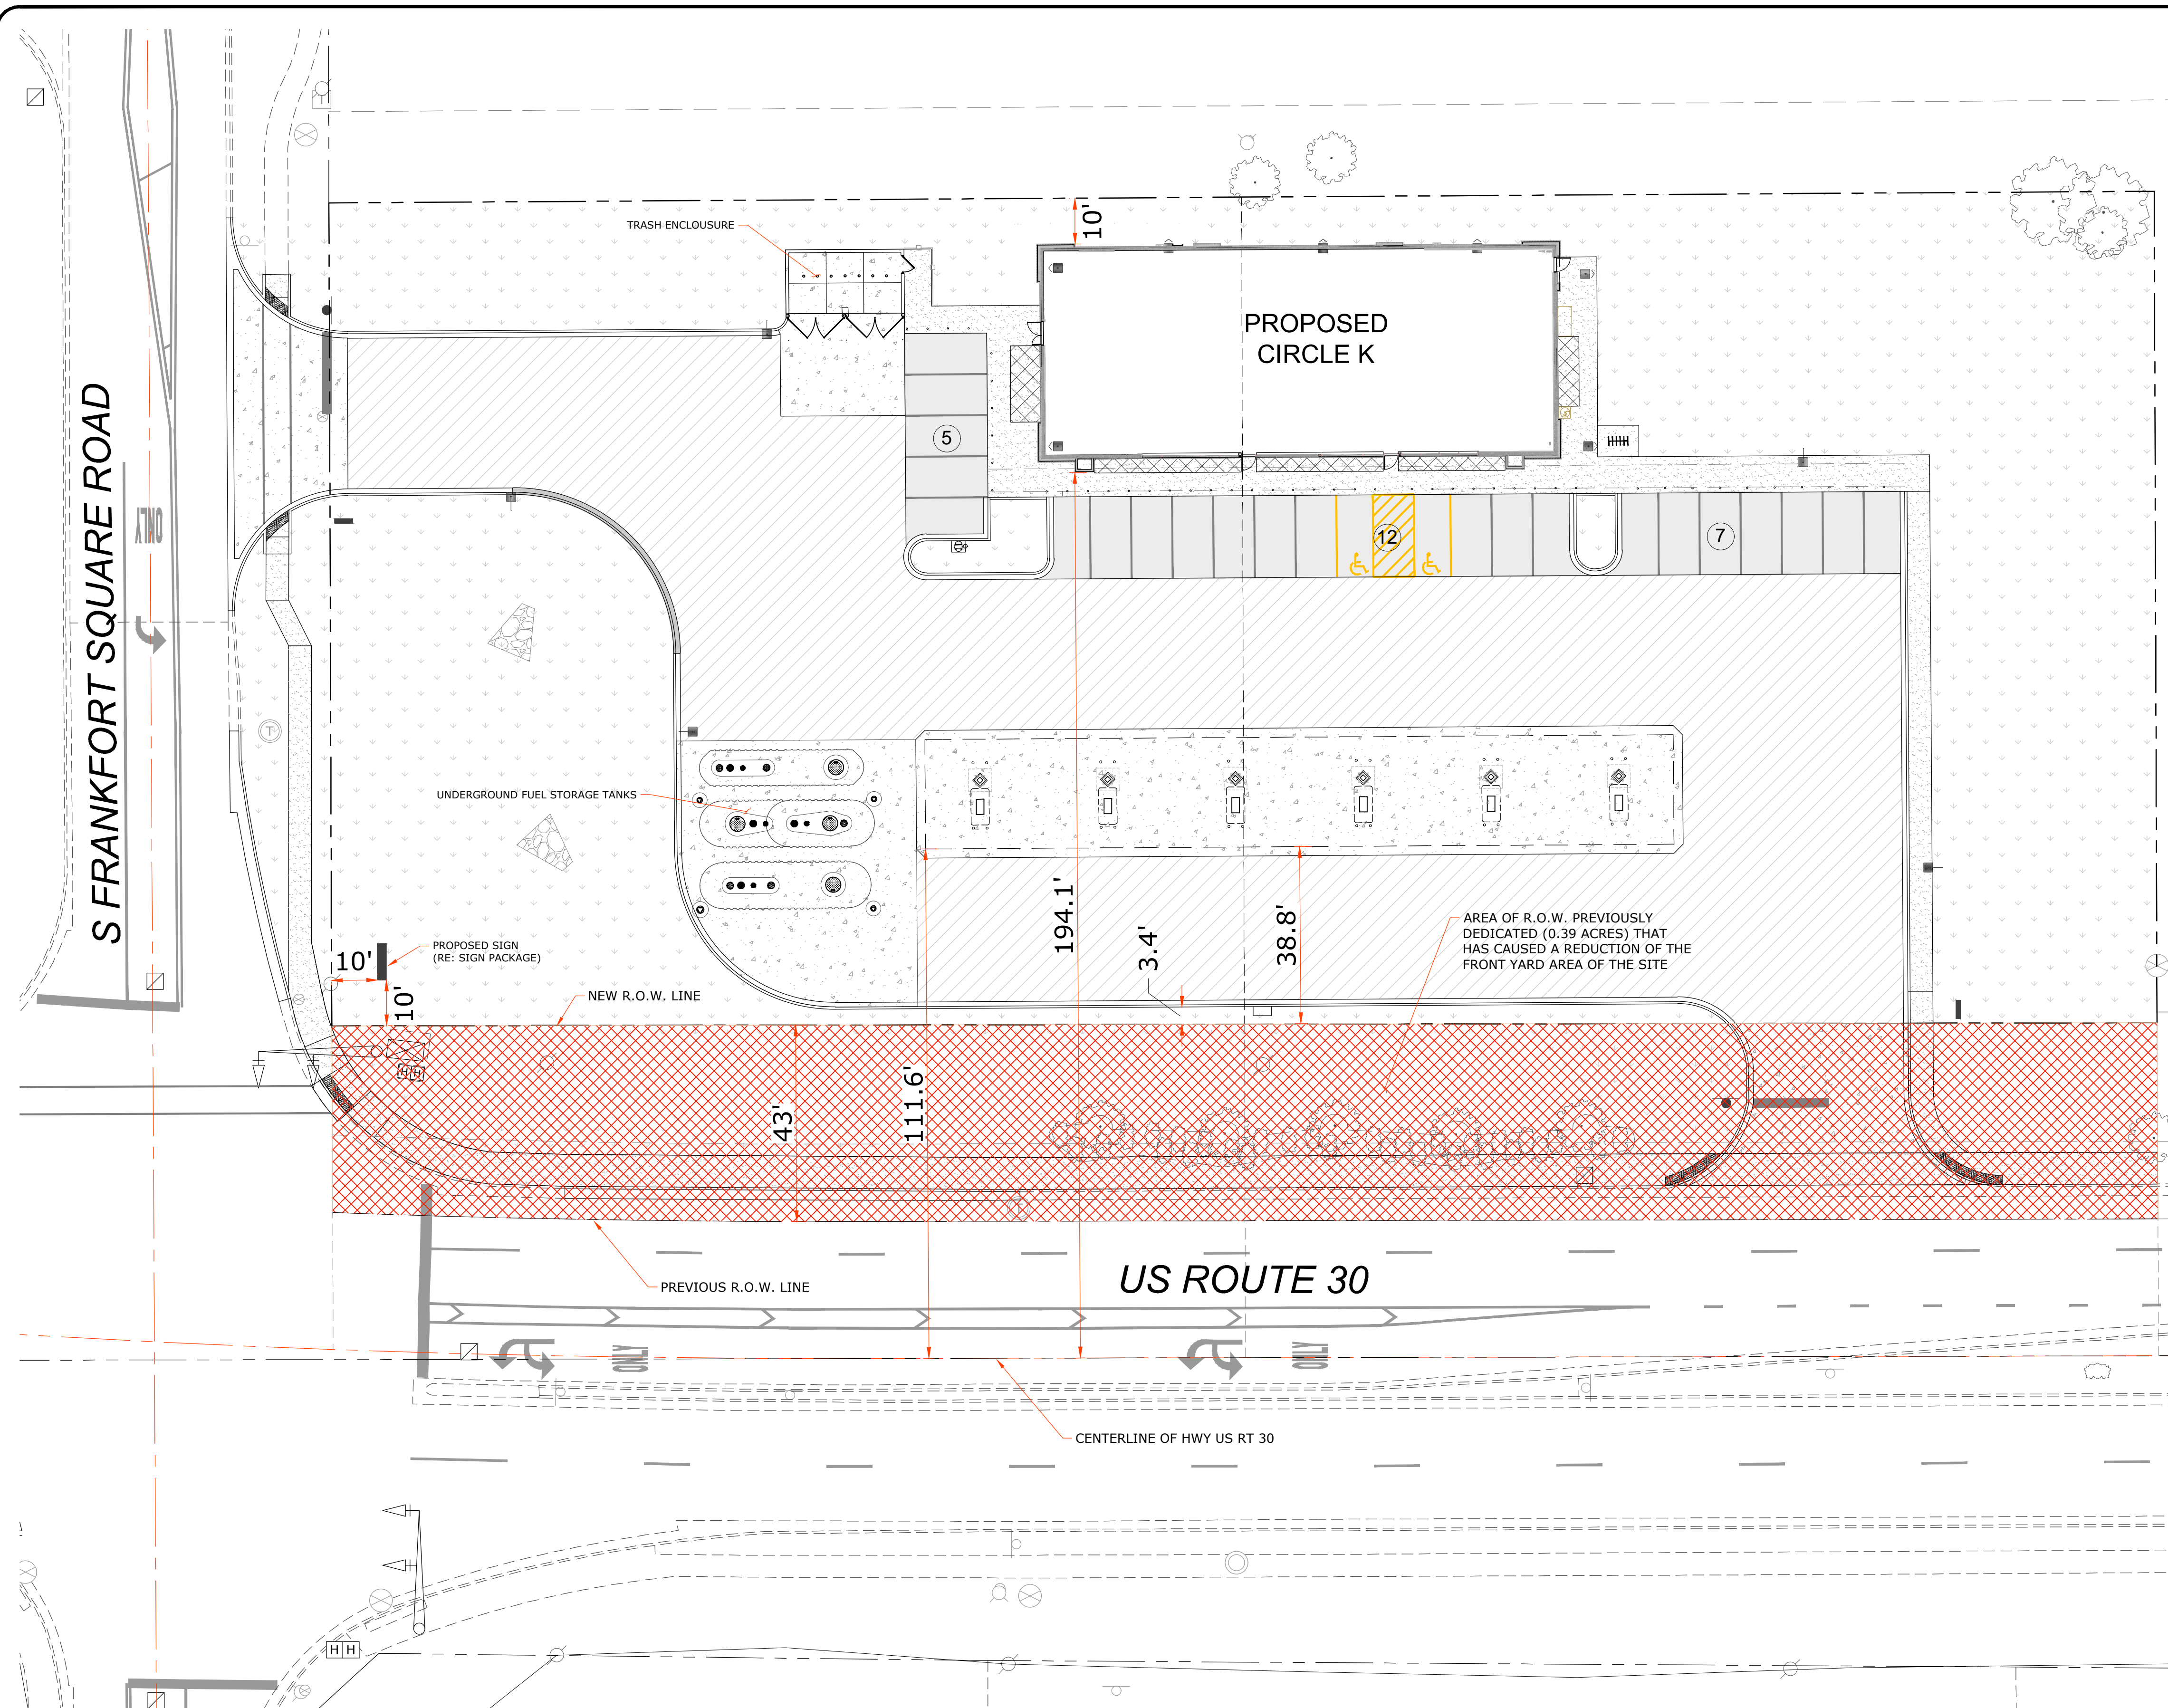 TRASH ENCLOUSURE
10'
PROPOSED
CIRCLE K
5
12
7
S FRANKFORT SQUARE ROAD
ONLY
T
UNDERGROUND FUEL STORAGE TANKS
194.1'
3.4'
38.8'
AREA OF R.O.W. PREVIOUSLY
DEDICATED (0.39 ACRES) THAT
HAS CAUSED A REDUCTION OF THE
FRONT YARD AREA OF THE SITE
PROPOSED SIGN
(RE: SIGN PACKAGE)
10'
10'
NEW R.O.W. LINE
H H
43'
111.6'
US ROUTE 30
PREVIOUS R.O.W. LINE
ONLY
ONLY
CENTERLINE OF HWY US RT 30
H H